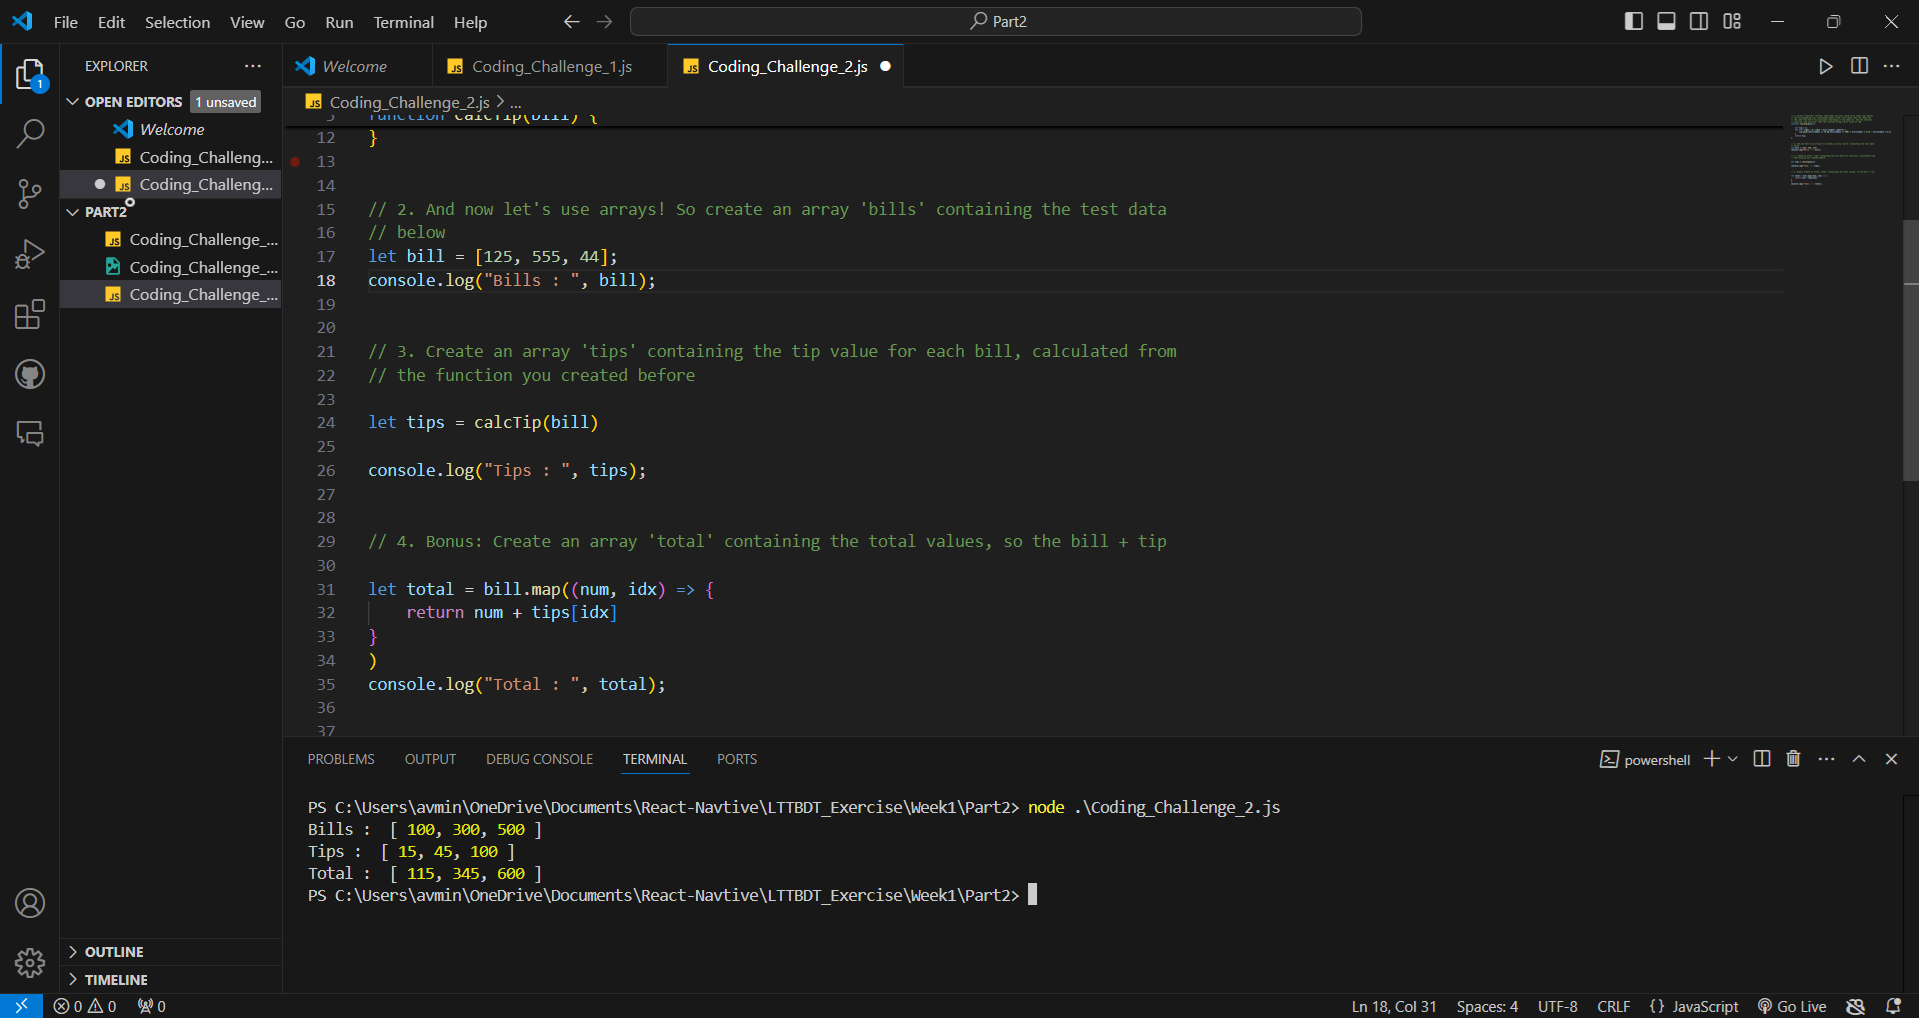 File Edit Selection View Go Run Terminal Help
Part2
EXPLORER
OPEN EDITORS 1 unsaved
Welcome
Coding_Challeng...
Coding_Challeng...
PART2
Coding_Challenge_...
Coding_Challenge_...
Coding_Challenge_...
OUTLINE
TIMELINE
1
Welcome
Coding_Challenge_1.js
Coding_Challenge_2.js
Coding_Challenge_2.js > ...
function calcTip(bill) {
12 }
13
14
15 // 2. And now let's use arrays! So create an array 'bills' containing the test data
16 // below
17 let bill = [125, 555, 44];
18 console.log("Bills : ", bill);
19
20
21 // 3. Create an array 'tips' containing the tip value for each bill, calculated from
22 // the function you created before
23
24 let tips = calcTip(bill)
25
26 console.log("Tips : ", tips);
27
28
29 // 4. Bonus: Create an array 'total' containing the total values, so the bill + tip
30
31 let total = bill.map((num, idx) => {
32 return num + tips[idx]
33 }
34 )
35 console.log("Total : ", total);
36
37
PROBLEMS OUTPUT DEBUG CONSOLE TERMINAL PORTS
powershell
PS C:\Users\avmin\OneDrive\Documents\React-Navtive\LTTBDT_Exercise\Week1\Part2> node .\Coding_Challenge_2.js
Bills :  [ 100, 300, 500 ]
Tips :  [ 15, 45, 100 ]
Total :  [ 115, 345, 600 ]
PS C:\Users\avmin\OneDrive\Documents\React-Navtive\LTTBDT_Exercise\Week1\Part2>
0 0 0
Ln 18, Col 31 Spaces: 4 UTF-8 CRLF {} JavaScript Go Live